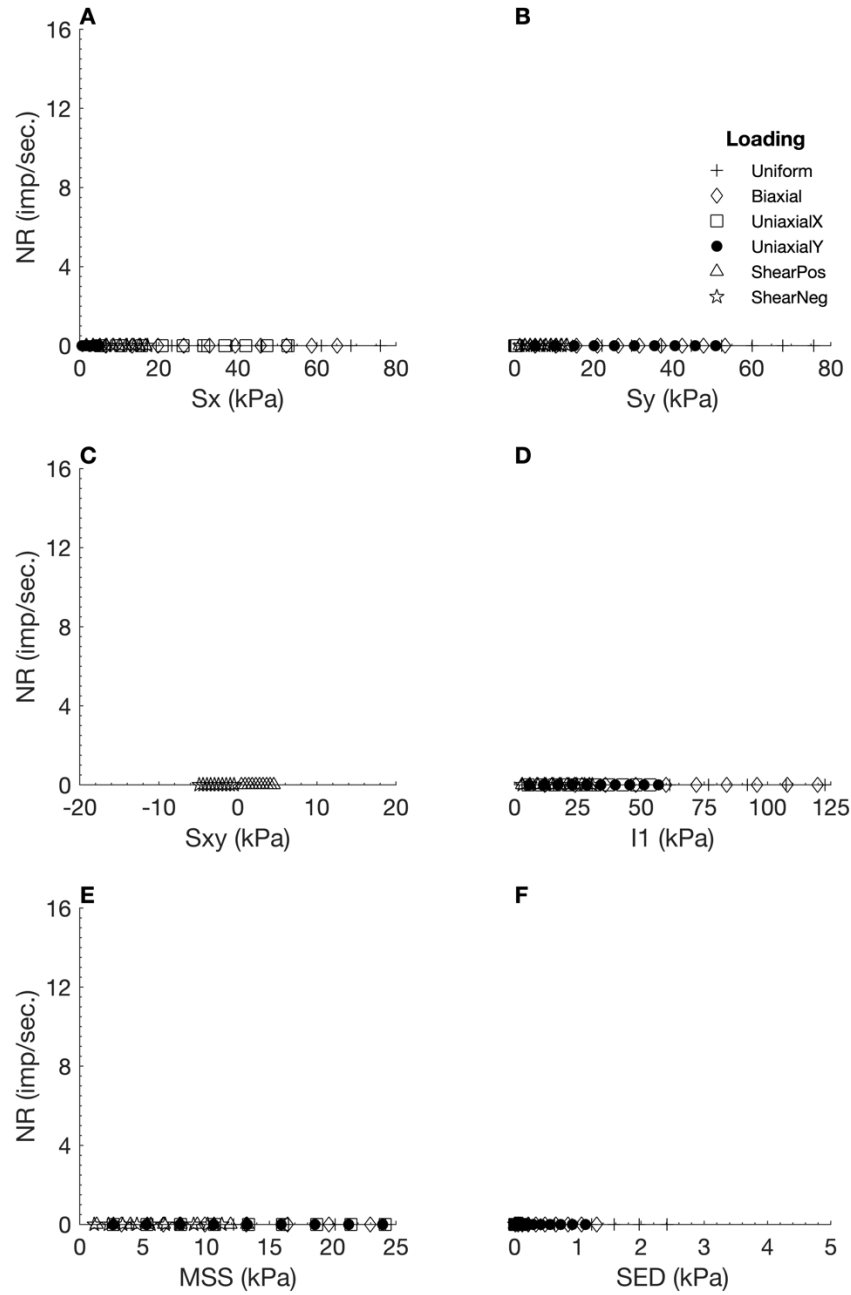 A
B
16
12
8
4
0
NR (imp/sec.)
0 20 40 60 80
Sx (kPa)
Loading
Uniform
Biaxial
UniaxialX
UniaxialY
ShearPos
ShearNeg
0 20 40 60 80
Sy (kPa)
C
D
16
12
8
4
0
NR (imp/sec.)
-20 -10 0 10 20
Sxy (kPa)
0 25 50 75 100 125
I1 (kPa)
E
F
16
12
8
4
0
NR (imp/sec.)
0 5 10 15 20 25
MSS (kPa)
0 1 2 3 4 5
SED (kPa)